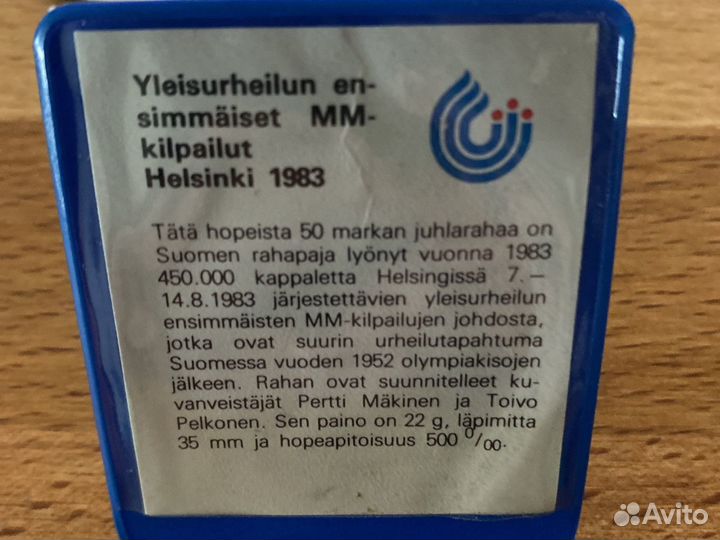 Yleisurheilun en-
simmäiset MM-
kilpailut
Helsinki 1983
Tätä hopeista 50 markan juhlarahaa on
Suomen rahapaja lyönyt vuonna 1983
450.000 kappaletta Helsingissä 7.—
14.8.1983 järjestettävien yleisurheilun
ensimmäisten MM-kilpailujen johdosta,
jotka ovat suurin urheilutapahtuma
Suomessa vuoden 1952 olympiakisojen
jälkeen. Rahan ovat suunnitelleet ku-
vanveistäjät Pertti Mäkinen ja Toivo
Pelkonen. Sen paino on 22 g, läpimitta
35 mm ja hopeapitoisuus 500 0/00.
Avito